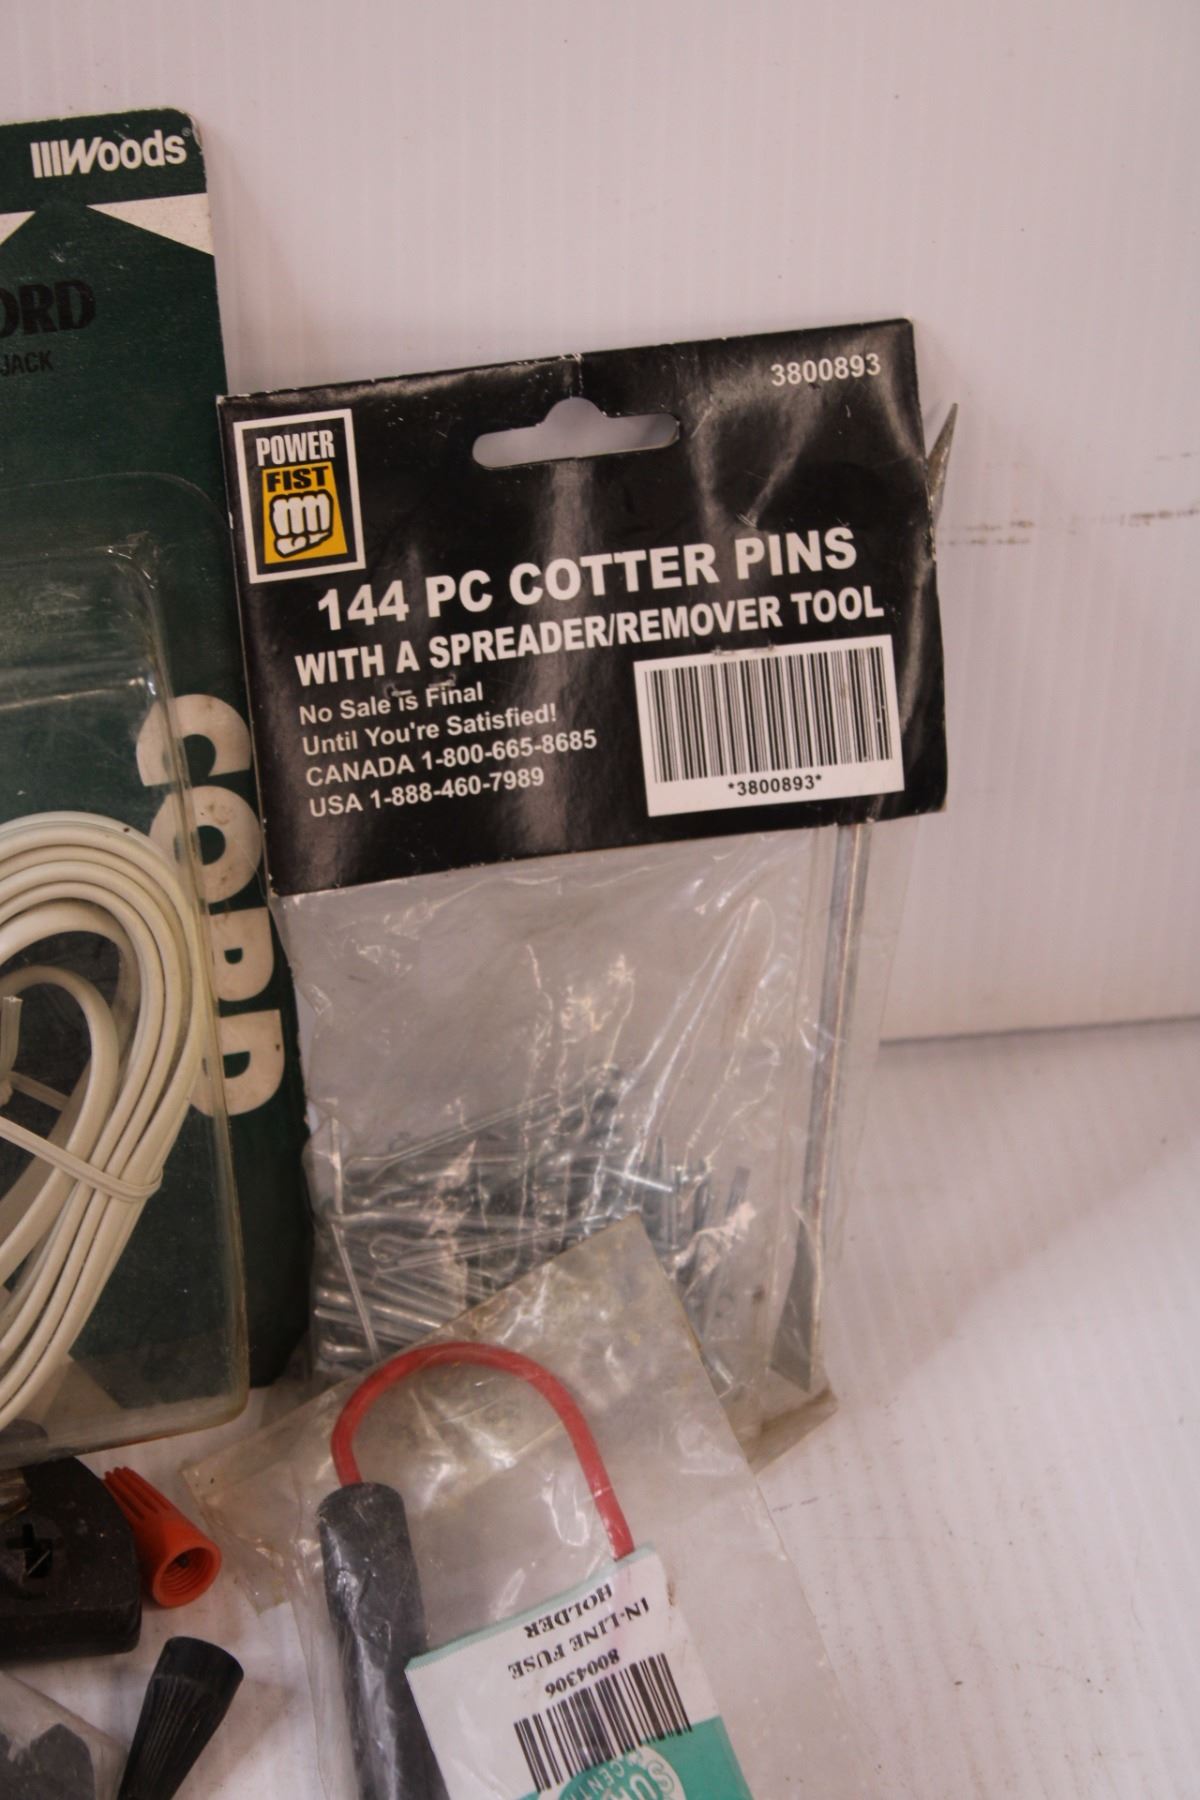 Woods
JACK
CORD
3800893
POWER
FIST
144 PC COTTER PINS
WITH A SPREADER/REMOVER TOOL
No Sale is Final
Until You're Satisfied!
CANADA 1-800-665-8685
USA 1-888-460-7989
*3800893*
IN-LINE FUSE
HOLDER
8004306